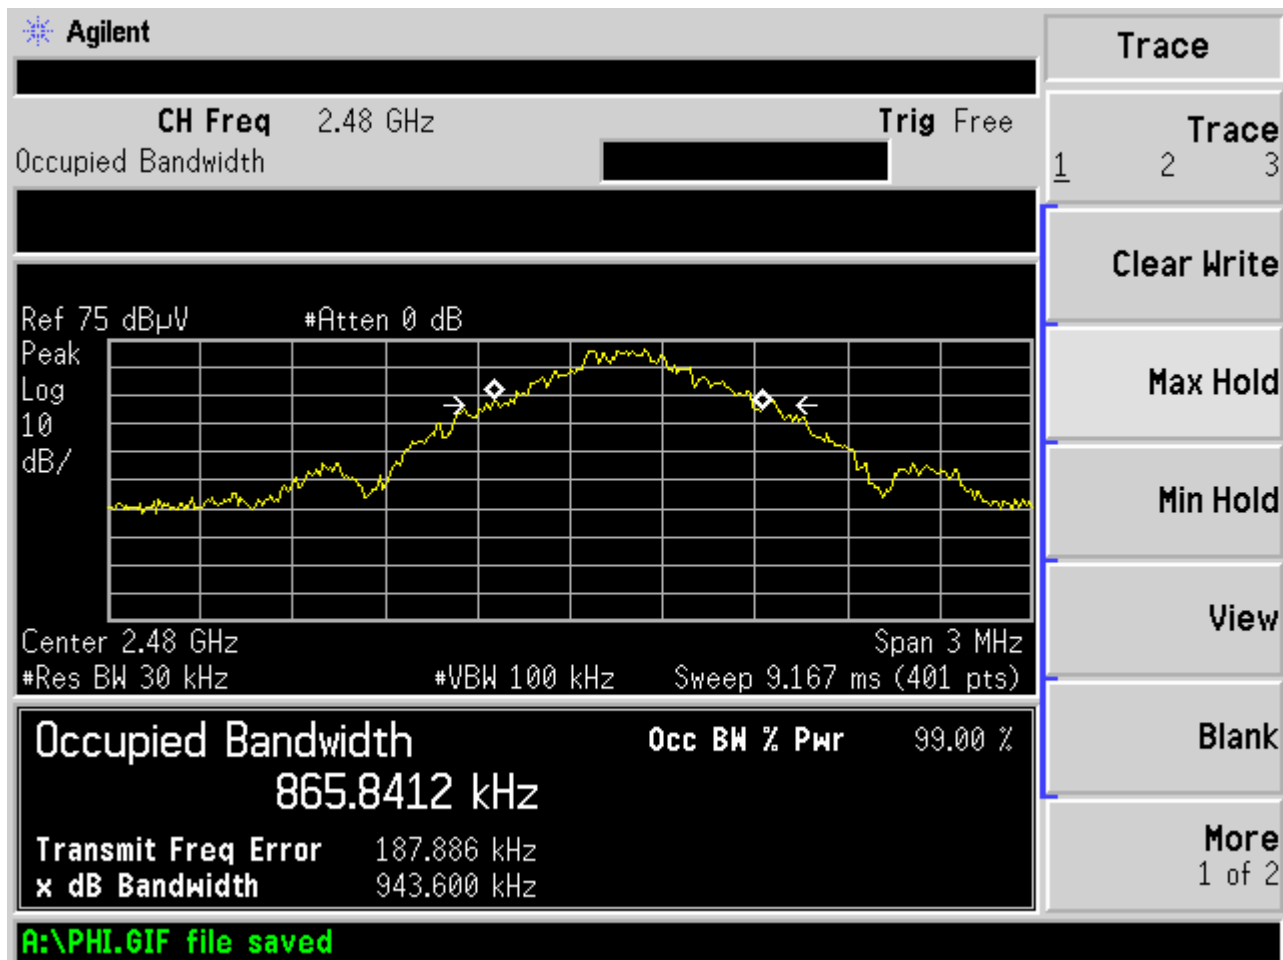 Agilent
CH Freq 2.48 GHz Trig Free
Occupied Bandwidth
Ref 75 dBµV #Atten 0 dB
Peak
Log
10
dB/
Center 2.48 GHz Span 3 MHz
#Res BW 30 kHz #VBW 100 kHz Sweep 9.167 ms (401 pts)
Occupied Bandwidth Occ BW % Pwr 99.00 %
865.8412 kHz
Transmit Freq Error 187.886 kHz
x dB Bandwidth 943.600 kHz
A:\PHI.GIF file saved
Trace
Trace
1 2 3
Clear Write
Max Hold
Min Hold
View
Blank
More
1 of 2